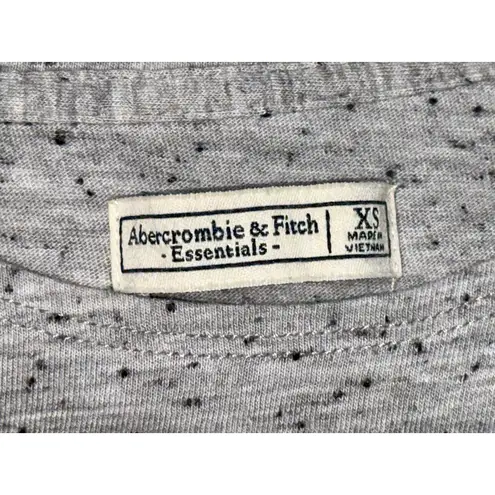 Abercrombie & Fitch
- Essentials -
XS
MADE IN
VIETNAM